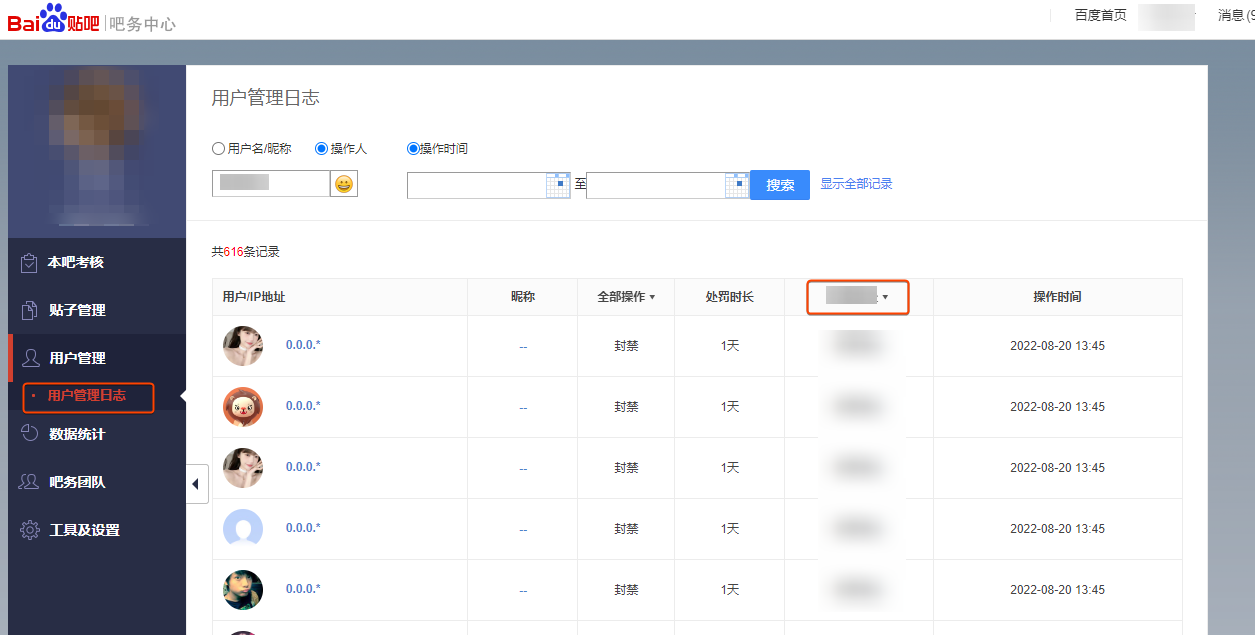 Bai du 贴吧 吧务中心
百度首页
消息(9
用户管理日志
用户名/昵称 操作人 操作时间
至 搜索 显示全部记录
本吧考核
贴子管理
用户管理
用户管理日志
数据统计
吧务团队
工具及设置
共616条记录
用户/IP地址 昵称 全部操作 处罚时长 操作时间
0.0.0.* -- 封禁 1天 2022-08-20 13:45
0.0.0.* -- 封禁 1天 2022-08-20 13:45
0.0.0.* -- 封禁 1天 2022-08-20 13:45
0.0.0.* -- 封禁 1天 2022-08-20 13:45
0.0.0.* -- 封禁 1天 2022-08-20 13:45